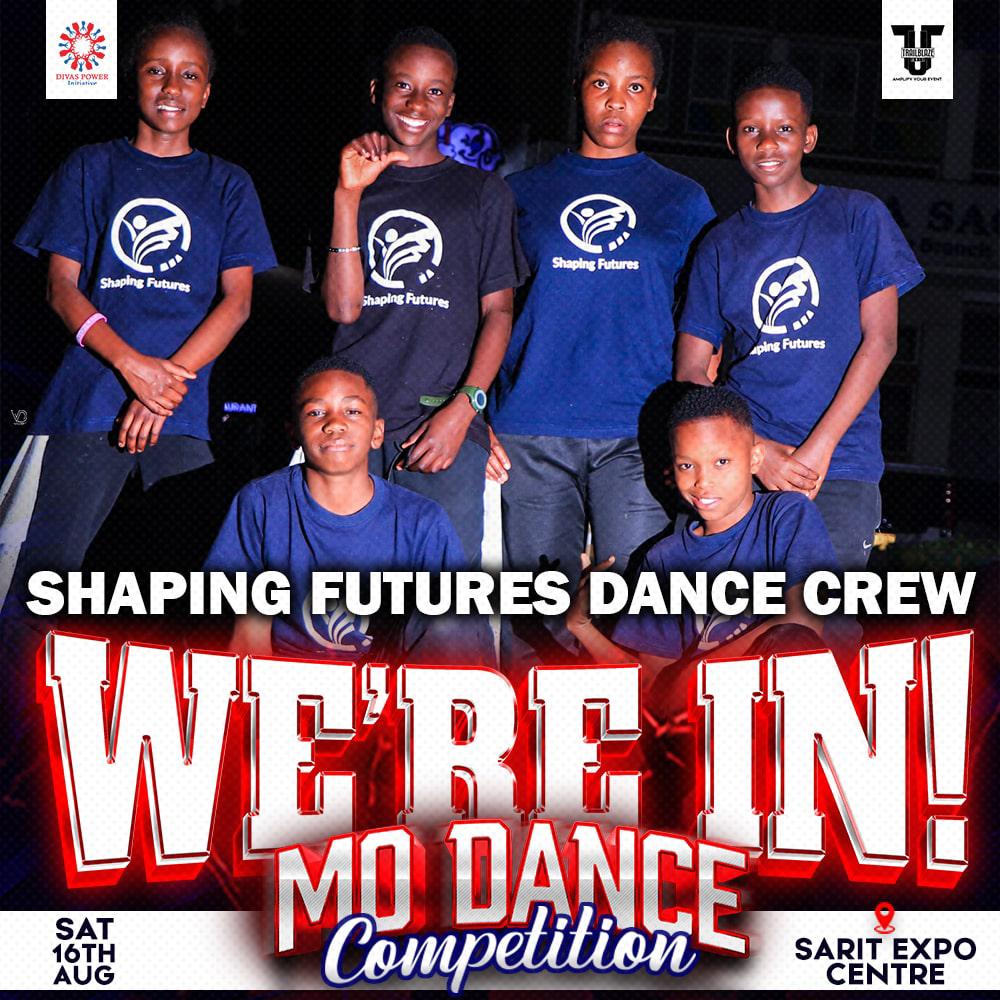 DIVAS POWER
Initiative
TRAILBLAZE
AMPLIFY YOUR EVENT
Shaping Futures
Shaping Futures
Shaping Futures
aping Futures
SHAPING FUTURES DANCE CREW
WE'RE IN!
MO DANCE
Competition
SAT
16TH
AUG
SARIT EXPO
CENTRE